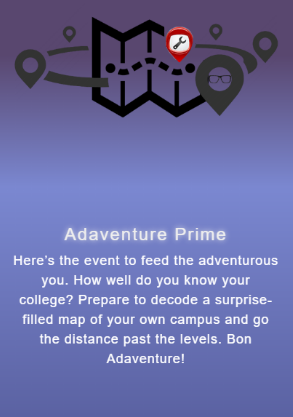 Adaventure Prime
Here's the event to feed the adventurous
you. How well do you know your
college? Prepare to decode a surprise-
filled map of your own campus and go
the distance past the levels. Bon
Adaventure!